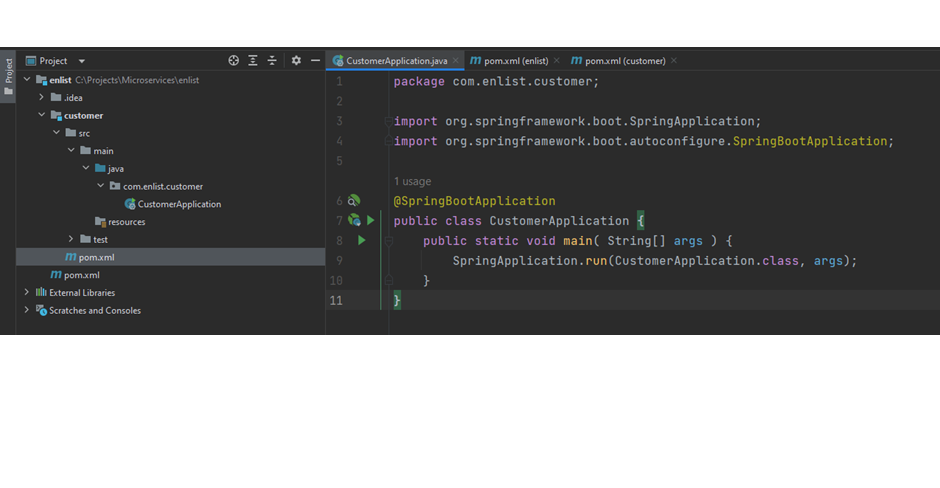 Project
Project
enlist C:\Projects\Microservices\enlist
.idea
customer
src
main
java
com.enlist.customer
CustomerApplication
resources
test
pom.xml
pom.xml
External Libraries
Scratches and Consoles
CustomerApplication.java
pom.xml (enlist)
pom.xml (customer)
1 package com.enlist.customer;
2
3 import org.springframework.boot.SpringApplication;
4 import org.springframework.boot.autoconfigure.SpringBootApplication;
5
1 usage
6 @SpringBootApplication
7 public class CustomerApplication {
8 public static void main( String[] args ) {
9 SpringApplication.run(CustomerApplication.class, args);
10 }
11 }